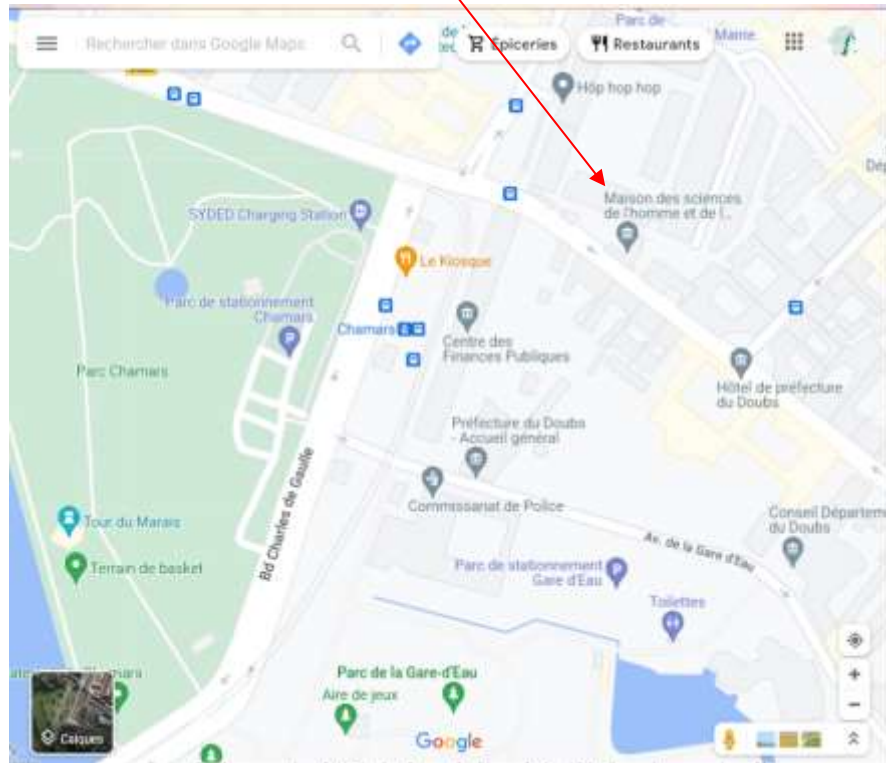 Rechercher dans Google Maps
Épiceries
Restaurants
Parc de
Mairie
Hôp hop hop
Maison des sciences
de l'homme et de l...
SYDED Charging Station
Le Kiosque
Parc de stationnement
Chamars
Chamars
Centre des
Finances Publiques
Parc Chamars
Hôtel de préfecture
du Doubs
Préfecture du Doubs
- Accueil général
Bd Charles de Gaulle
Commissariat de Police
Tour du Marais
Conseil Départem
du Doubs
Av. de la Gare d'Eau
Terrain de basket
Parc de stationnement
Gare d'Eau
Toilettes
Parc de la Gare-d'Eau
Aire de jeux
Calques
Google